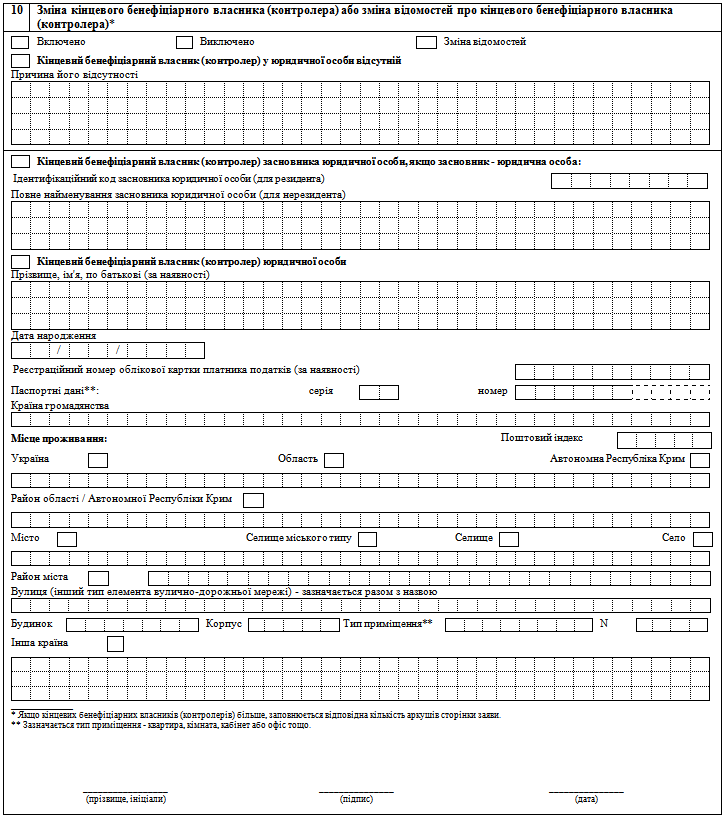 10 Зміна кінцевого бенефіціарного власника (контролера) або зміна відомостей про кінцевого бенефіціарного власника
(контролера)*
Включено Виключено Зміна відомостей
Кінцевий бенефіціарний власник (контролер) у юридичної особи відсутній
Причина його відсутності
Кінцевий бенефіціарний власник (контролер) засновника юридичної особи, якщо засновник - юридична особа:
Ідентифікаційний код засновника юридичної особи (для резидента)
Повне найменування засновника юридичної особи (для нерезидента)
Кінцевий бенефіціарний власник (контролер) юридичної особи
Прізвище, ім'я, по батькові (за наявності)
Дата народження
/ /
Реєстраційний номер облікової картки платника податків (за наявності)
Паспортні дані**: серія номер
Країна громадянства
Місце проживання: Поштовий індекс
Україна Область Автономна Республіка Крим
Район області / Автономної Республіки Крим
Місто Селище міського типу Селище Село
Район міста
Вулиця (інший тип елемента вулично-дорожньої мережі) - зазначається разом з назвою
Будинок Корпус Тип приміщення** N
Інша країна
* Якщо кінцевих бенефіціарних власників (контролерів) більше, заповнюється відповідна кількість аркушів сторінки заяви.
** Зазначається тип приміщення - квартира, кімната, кабінет або офіс тощо.
(прізвище, ініціали) (підпис) (дата)